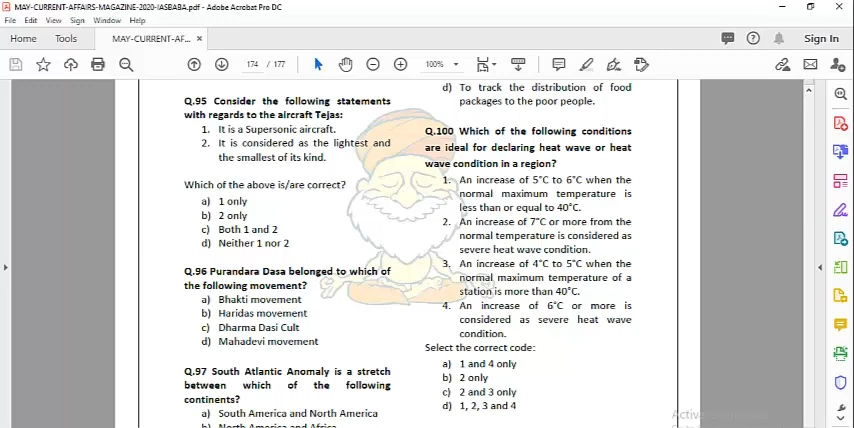 MAY-CURRENT-AFFAIRS-MAGAZINE-2020-IASBABA.pdf - Adobe Acrobat Pro DC
File Edit View Sign Window Help
Home Tools MAY-CURRENT-AF... × Sign In
174 / 177 100%
Q.95 Consider the following statements
with regards to the aircraft Tejas:
1. It is a Supersonic aircraft.
2. It is considered as the lightest and
the smallest of its kind.
Which of the above is/are correct?
a) 1 only
b) 2 only
c) Both 1 and 2
d) Neither 1 nor 2
Q.96 Purandara Dasa belonged to which of
the following movement?
a) Bhakti movement
b) Haridas movement
c) Dharma Dasi Cult
d) Mahadevi movement
Q.97 South Atlantic Anomaly is a stretch
between which of the following
continents?
a) South America and North America
b) North America and Africa
d) To track the distribution of food
packages to the poor people.
Q.100 Which of the following conditions
are ideal for declaring heat wave or heat
wave condition in a region?
1. An increase of 5°C to 6°C when the
normal maximum temperature is
less than or equal to 40°C.
2. An increase of 7°C or more from the
normal temperature is considered as
severe heat wave condition.
3. An increase of 4°C to 5°C when the
normal maximum temperature of a
station is more than 40°C.
4. An increase of 6°C or more is
considered as severe heat wave
condition.
Select the correct code:
a) 1 and 4 only
b) 2 only
c) 2 and 3 only
d) 1, 2, 3 and 4